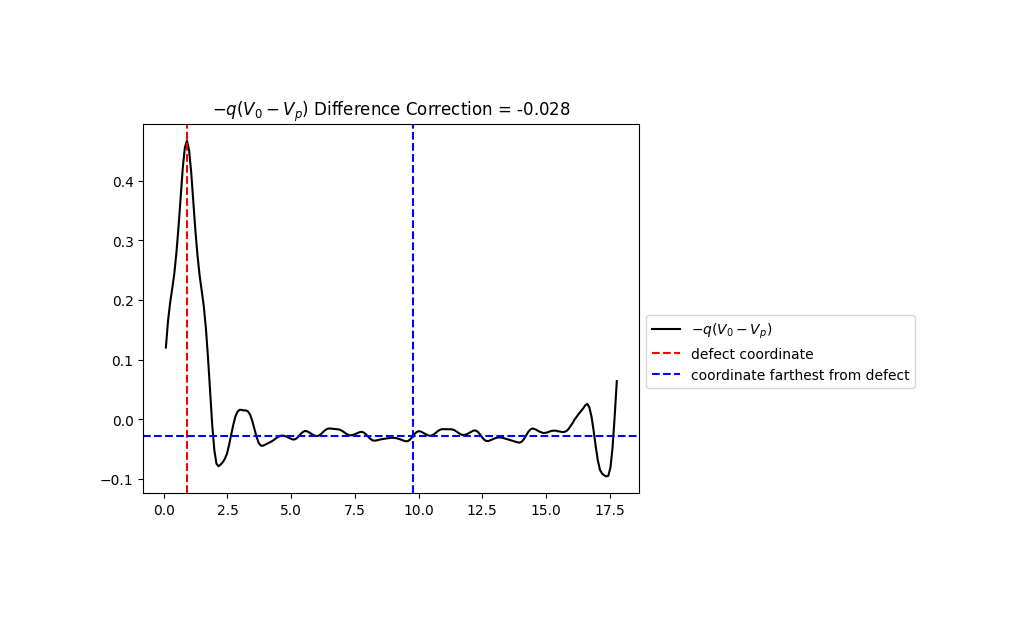 −q(V₀ − Vₚ) Difference Correction = -0.028
0.4
0.3
0.2
0.1
0.0
−0.1
0.0 2.5 5.0 7.5 10.0 12.5 15.0 17.5
−q(V₀ − Vₚ)
defect coordinate
coordinate farthest from defect